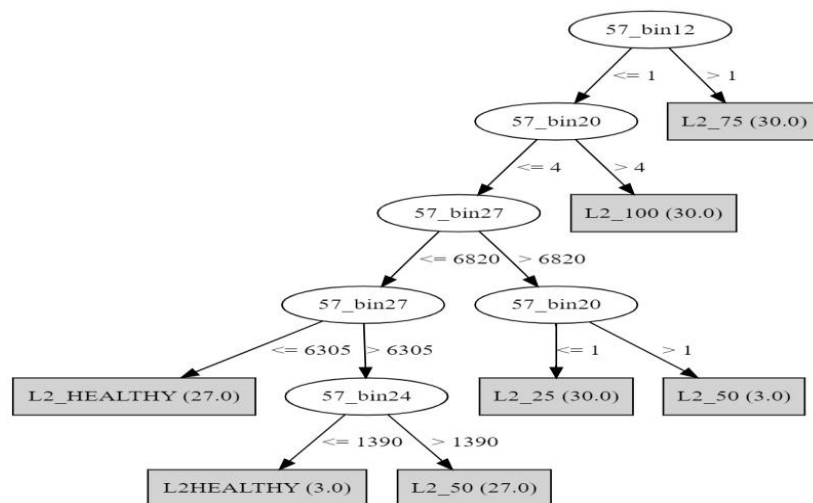 57_bin12
<= 1 > 1
57_bin20 L2_75 (30.0)
<= 4 > 4
57_bin27 L2_100 (30.0)
<= 6820 > 6820
57_bin27 57_bin20
<= 6305 > 6305 <= 1 > 1
L2_HEALTHY (27.0) 57_bin24 L2_25 (30.0) L2_50 (3.0)
<= 1390 > 1390
L2HEALTHY (3.0) L2_50 (27.0)